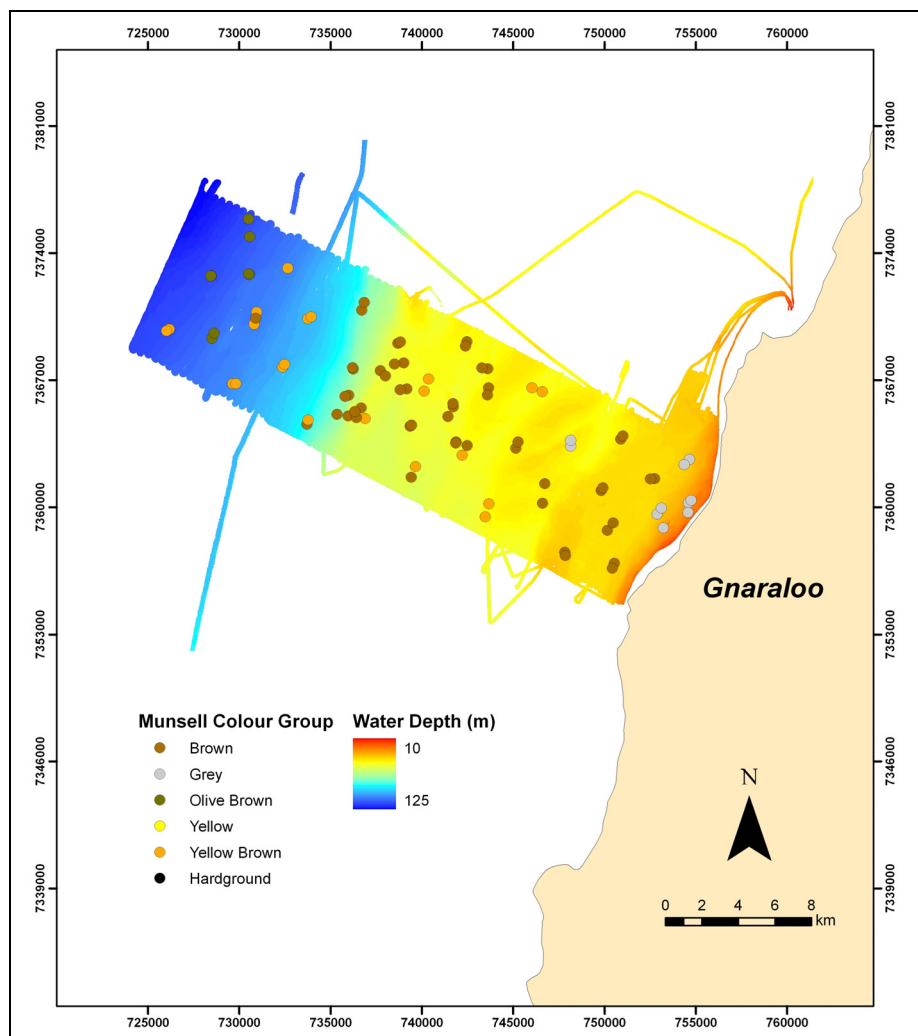 725000 730000 735000 740000 745000 750000 755000 760000
7381000 7381000
7374000 7374000
7367000 7367000
7360000 7360000
Gnaraloo
7353000 7353000
Munsell Colour Group
Brown
Grey
Olive Brown
Yellow
Yellow Brown
Hardground
Water Depth (m)
10
125
7346000 7346000
N
7339000 7339000
0 2 4 6 8
km
725000 730000 735000 740000 745000 750000 755000 760000